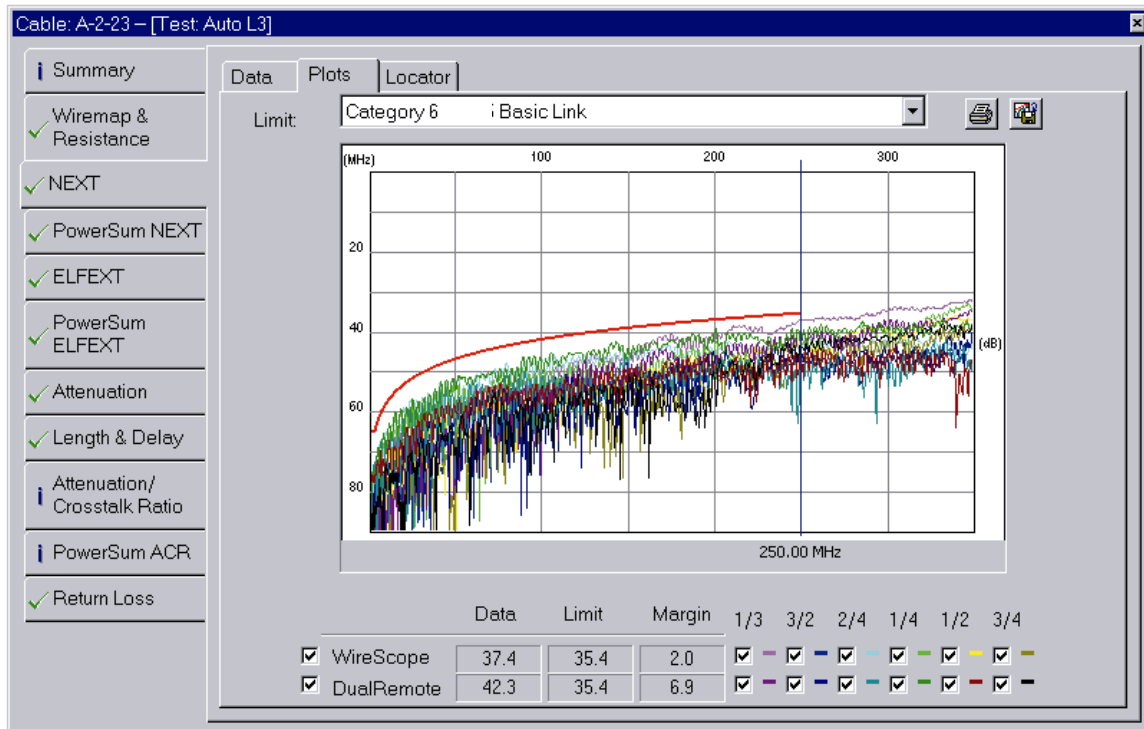 Cable: A-2-23 – [Test: Auto L3]
Summary
Wiremap &
Resistance
NEXT
PowerSum NEXT
ELFEXT
PowerSum
ELFEXT
Attenuation
Length & Delay
Attenuation/
Crosstalk Ratio
PowerSum ACR
Return Loss
Data Plots Locator
Limit: Category 6 Basic Link
(MHz) 100 200 300
20
40
(dB)
60
80
250.00 MHz
Data Limit Margin 1/3 3/2 2/4 1/4 1/2 3/4
WireScope 37.4 35.4 2.0
DualRemote 42.3 35.4 6.9